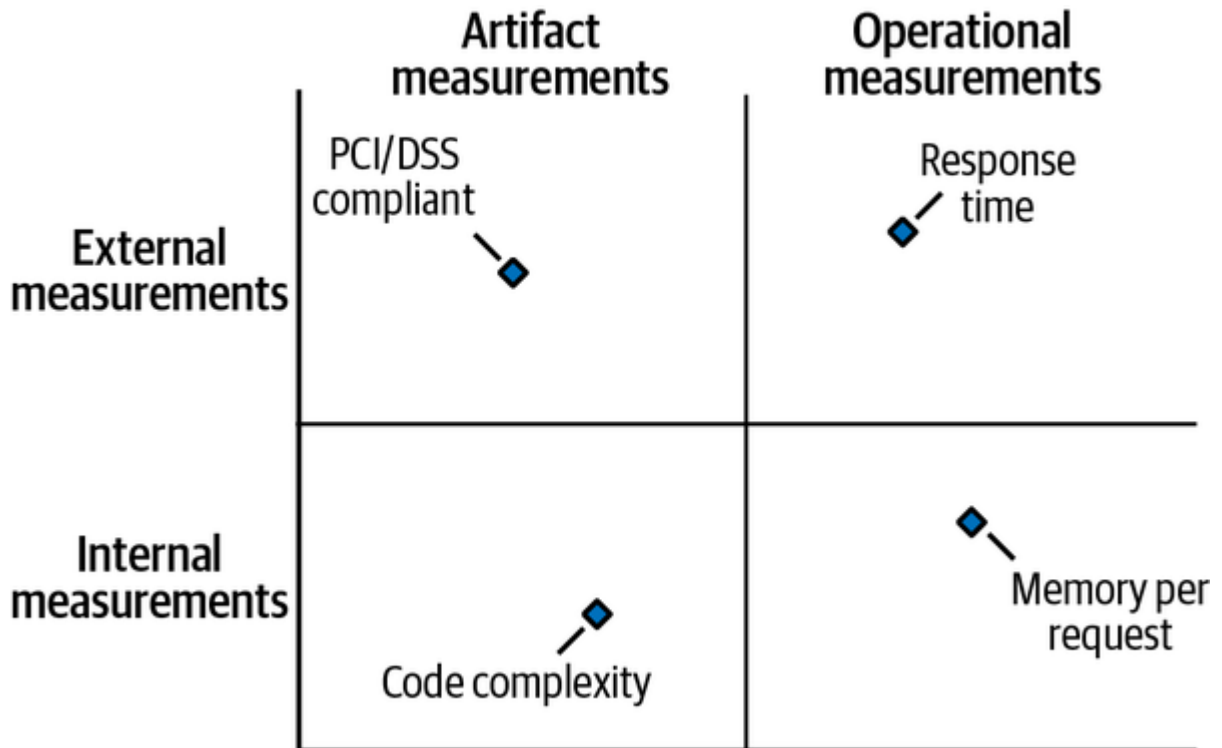 Artifact
measurements
Operational
measurements
PCI/DSS
compliant
Response
time
External
measurements
Internal
measurements
Memory per
request
Code complexity